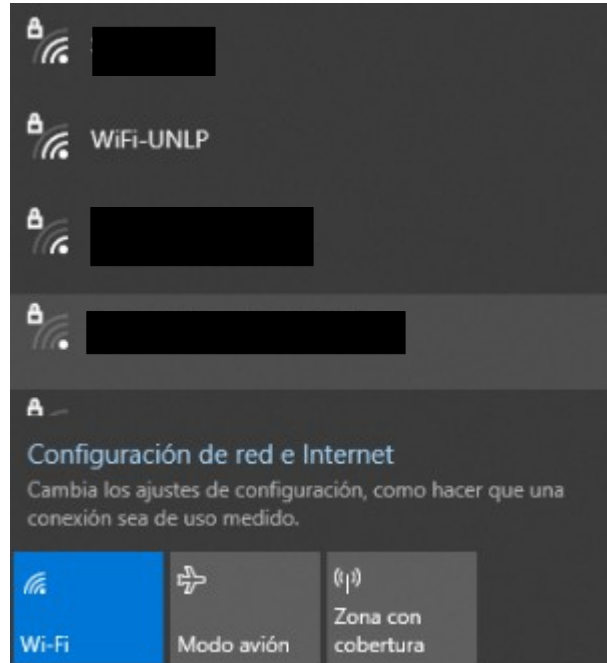 WiFi-UNLP
Configuración de red e Internet
Cambia los ajustes de configuración, como hacer que una
conexión sea de uso medido.
Wi-Fi
Modo avión
Zona con
cobertura